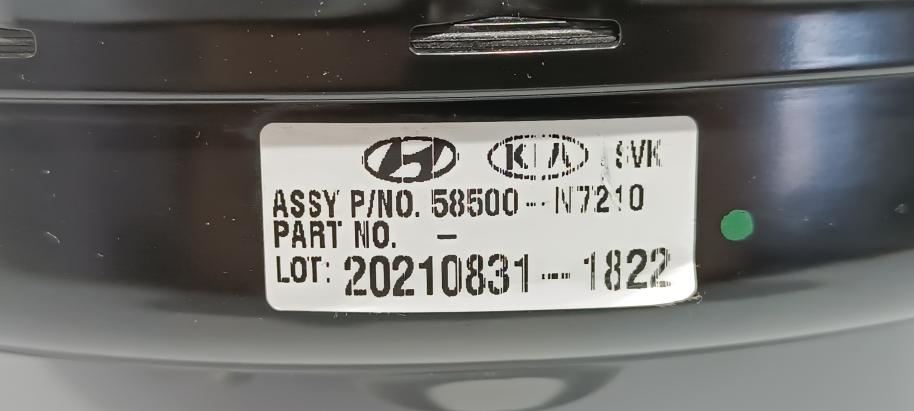 KIA SVK
ASSY P/NO. 58500--N7210
PART NO. -
LOT: 20210831--1822